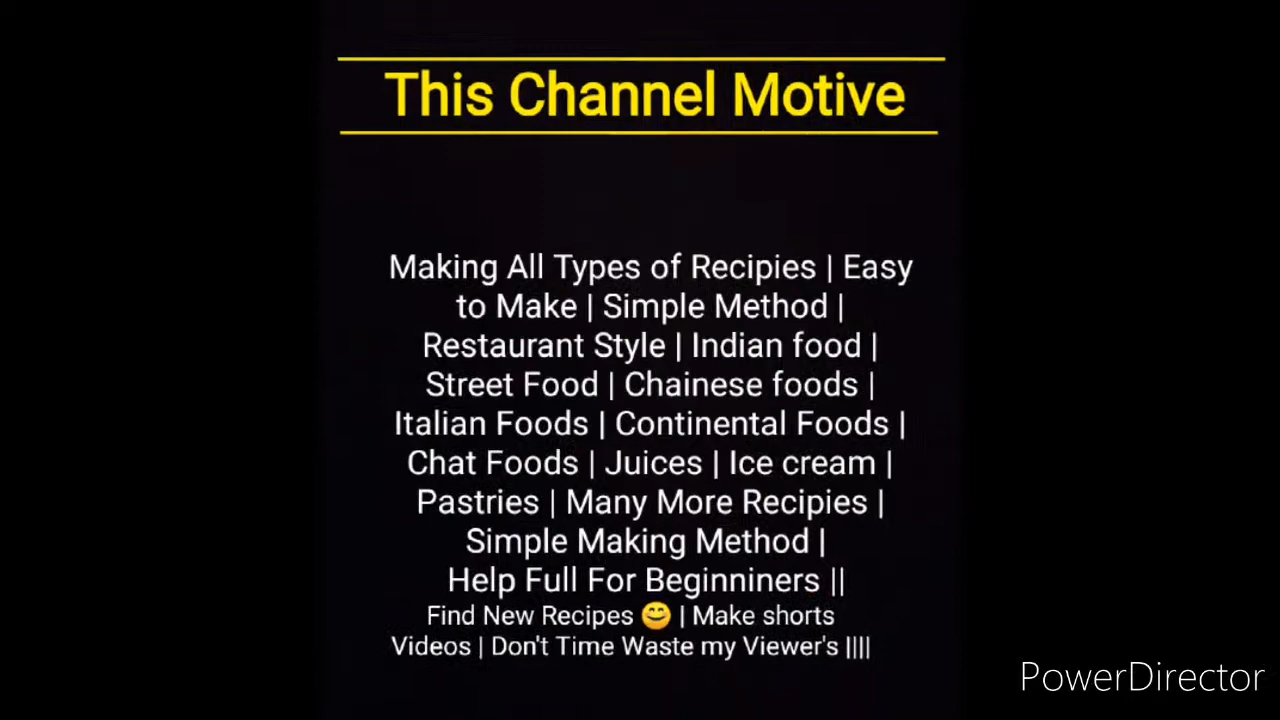 This Channel Motive
Making All Types of Recipies | Easy
to Make | Simple Method |
Restaurant Style | Indian food |
Street Food | Chainese foods |
Italian Foods | Continental Foods |
Chat Foods | Juices | Ice cream |
Pastries | Many More Recipies |
Simple Making Method |
Help Full For Beginniners ||
Find New Recipes 😊 | Make shorts
Videos | Don't Time Waste my Viewer's ||||
PowerDirector